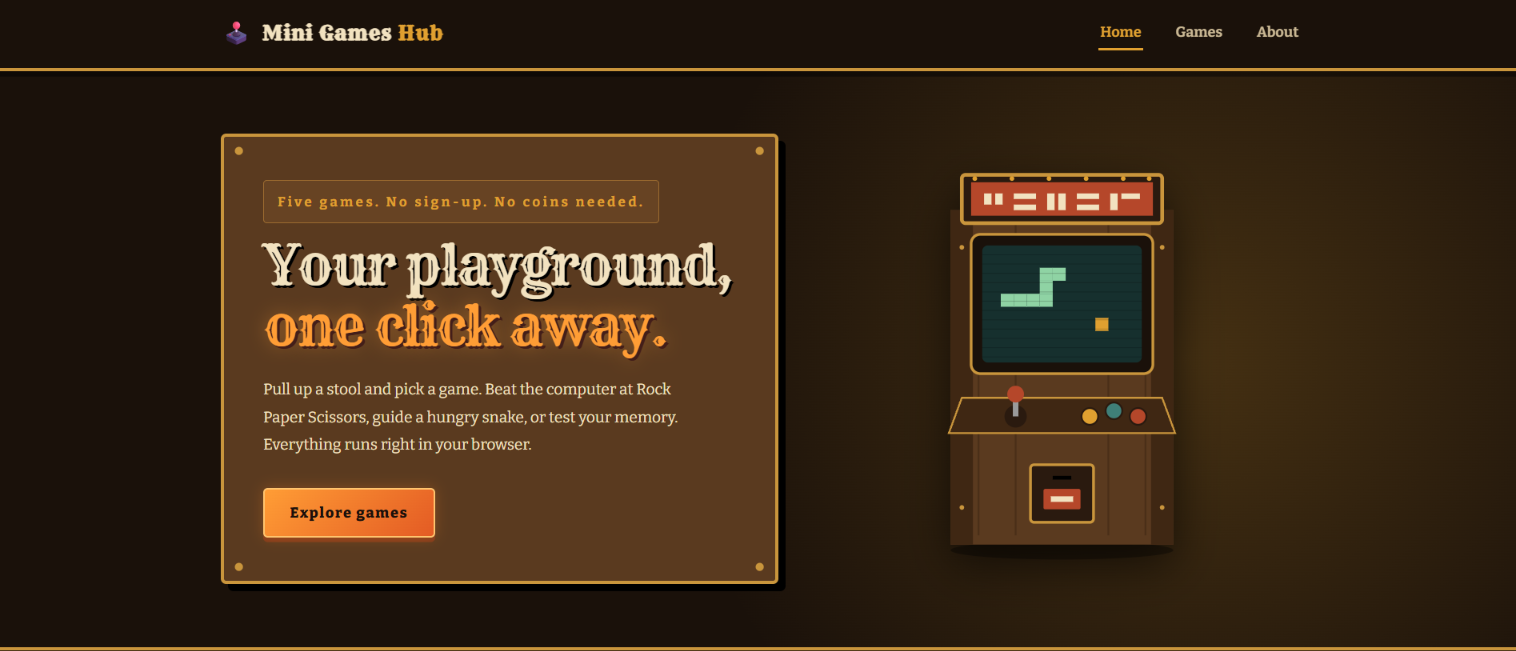 Mini Games Hub
Home
Games
About
Five games. No sign-up. No coins needed.
Your playground,
one click away.
Pull up a stool and pick a game. Beat the computer at Rock
Paper Scissors, guide a hungry snake, or test your memory.
Everything runs right in your browser.
Explore games